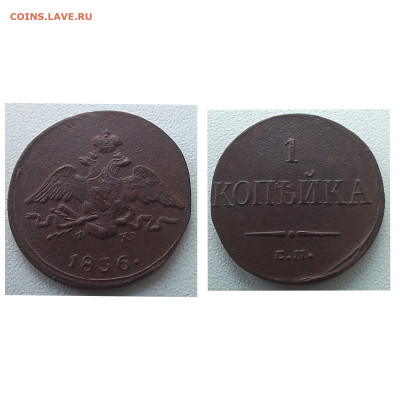 COINS.LAVE.RU
Ф Х
1836.
1
КОПѢЙКА
Е.М.